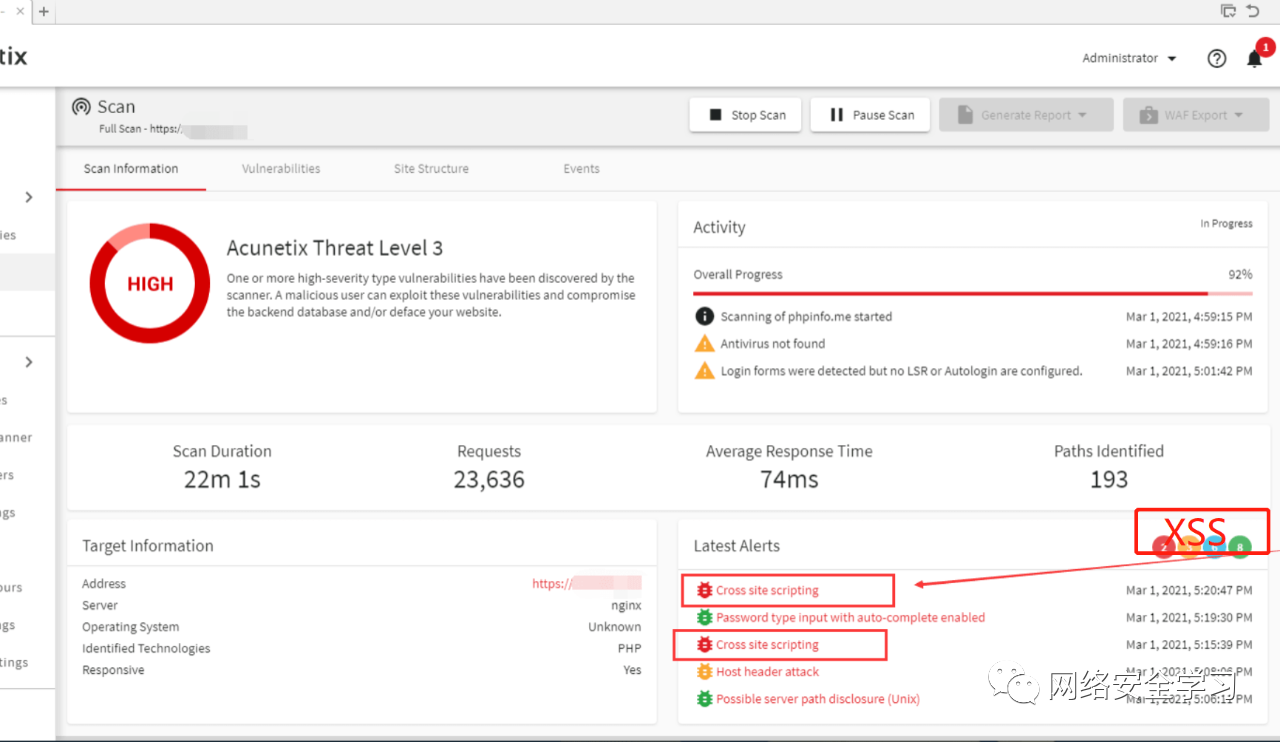 tix
Administrator
1
Scan
Full Scan - https:/
Stop Scan
Pause Scan
Generate Report
WAF Export
Scan Information
Vulnerabilities
Site Structure
Events
ies
es
anner
ers
ngs
ours
ngs
tings
HIGH
Acunetix Threat Level 3
One or more high-severity type vulnerabilities have been discovered by the
scanner. A malicious user can exploit these vulnerabilities and compromise
the backend database and/or deface your website.
Activity
In Progress
Overall Progress
92%
Scanning of phpinfo.me started
Mar 1, 2021, 4:59:15 PM
Antivirus not found
Mar 1, 2021, 4:59:16 PM
Login forms were detected but no LSR or Autologin are configured.
Mar 1, 2021, 5:01:42 PM
Scan Duration
22m 1s
Requests
23,636
Average Response Time
74ms
Paths Identified
193
Target Information
Address
https://
Server
nginx
Operating System
Unknown
Identified Technologies
PHP
Responsive
Yes
Latest Alerts
XSS
2
8
Cross site scripting
Mar 1, 2021, 5:20:47 PM
Password type input with auto-complete enabled
Mar 1, 2021, 5:19:30 PM
Cross site scripting
Mar 1, 2021, 5:15:39 PM
Host header attack
Mar 1, 2021,
Possible server path disclosure (Unix)
Mar 1, 2021, 5:06:11 PM
网络安全学习